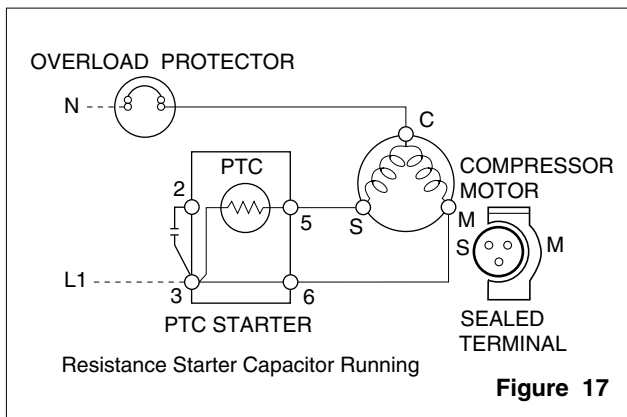 OVERLOAD PROTECTOR
N
C
PTC
COMPRESSOR
MOTOR
2
5
S
M
S
M
L1
3
6
PTC STARTER
SEALED
TERMINAL
Resistance Starter Capacitor Running
Figure 17